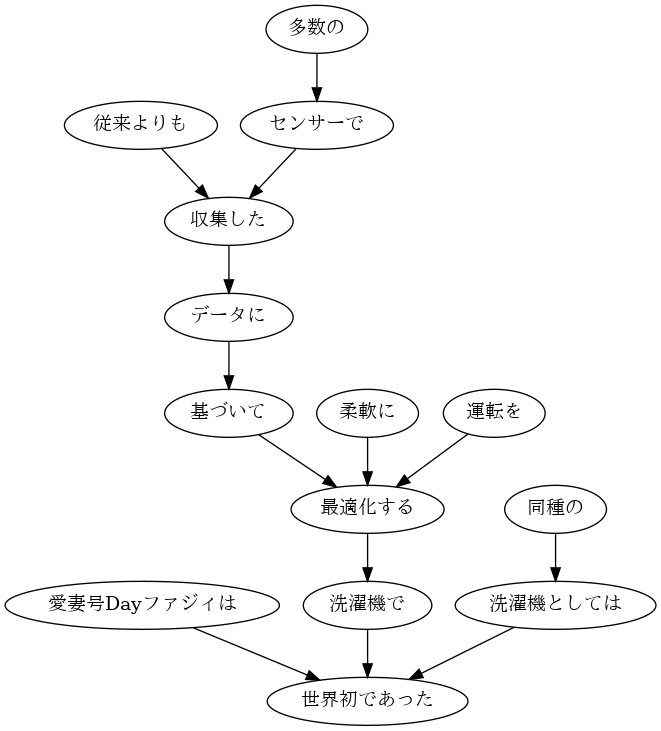 多数の
従来よりも
センサーで
収集した
データに
基づいて
柔軟に
運転を
最適化する
同種の
愛妻号Dayファジィは
洗濯機で
洗濯機としては
世界初であった